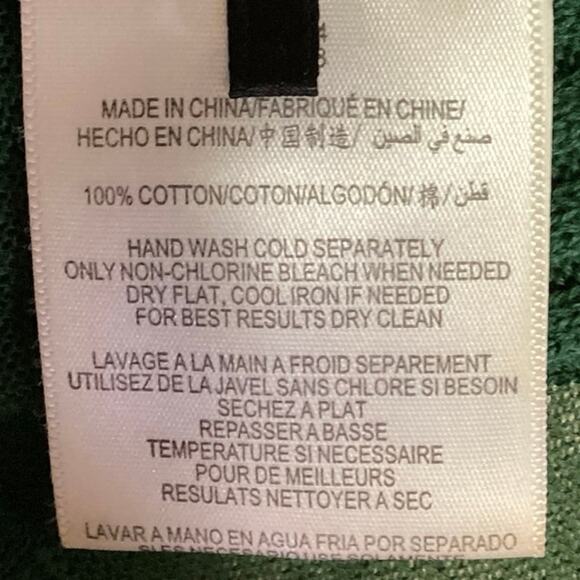 MADE IN CHINA/FABRIQUÉ EN CHINE/
HECHO EN CHINA/中国制造/ صنع في الصين
100% COTTON/COTON/ALGODÓN/ 棉/قطن
HAND WASH COLD SEPARATELY
ONLY NON-CHLORINE BLEACH WHEN NEEDED
DRY FLAT, COOL IRON IF NEEDED
FOR BEST RESULTS DRY CLEAN
LAVAGE A LA MAIN A FROID SEPAREMENT
UTILISEZ DE LA JAVEL SANS CHLORE SI BESOIN
SECHEZ A PLAT
REPASSER A BASSE
TEMPERATURE SI NECESSAIRE
POUR DE MEILLEURS
RESULATS NETTOYER A SEC
LAVAR A MANO EN AGUA FRIA POR SEPARADO